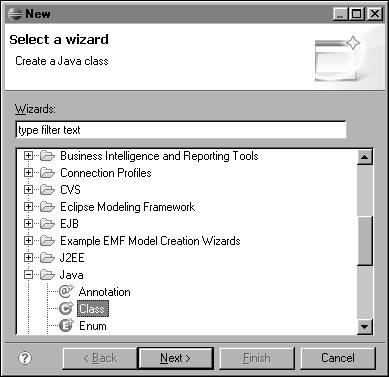 New
Select a wizard
Create a Java class
Wizards:
type filter text
Business Intelligence and Reporting Tools
Connection Profiles
CVS
Eclipse Modeling Framework
EJB
Example EMF Model Creation Wizards
J2EE
Java
Annotation
Class
Enum
? < Back Next > Finish Cancel